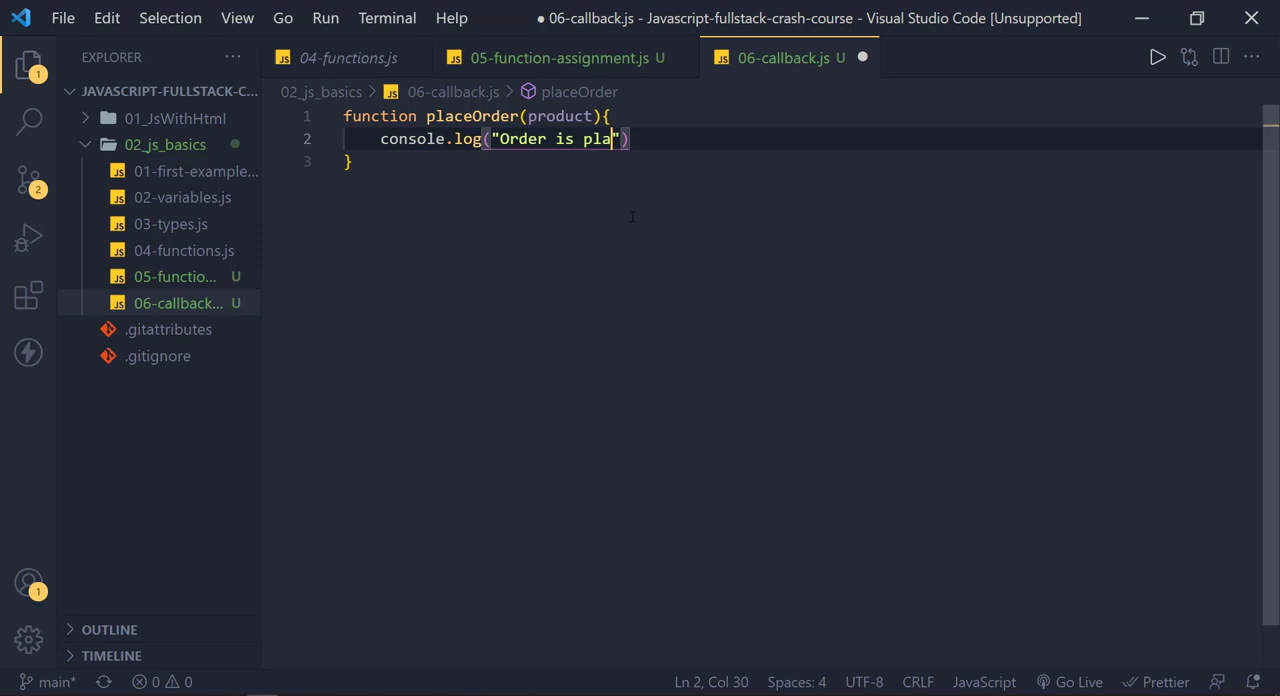 File Edit Selection View Go Run Terminal Help ● 06-callback.js - Javascript-fullstack-crash-course - Visual Studio Code [Unsupported]
EXPLORER ...
JS 04-functions.js JS 05-function-assignment.js U JS 06-callback.js U
02_js_basics > JS 06-callback.js > placeOrder
JAVASCRIPT-FULLSTACK-C...
01_JsWithHtml
02_js_basics
JS 01-first-example...
JS 02-variables.js
JS 03-types.js
JS 04-functions.js
JS 05-functio... U
JS 06-callback... U
.gitattributes
.gitignore
1 function placeOrder(product){
2 console.log("Order is pla")
3 }
1
2
1
OUTLINE
TIMELINE
main* 0 0 Ln 2, Col 30 Spaces: 4 UTF-8 CRLF JavaScript Go Live Prettier